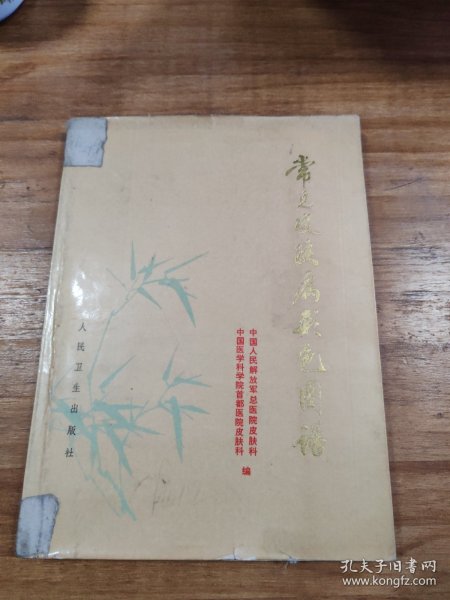 常见皮肤病彩色图谱
中国人民解放军总医院皮肤科
中国医学科学院首都医院皮肤科
编
人民卫生出版社
孔夫子旧书网
www.kongfz.com